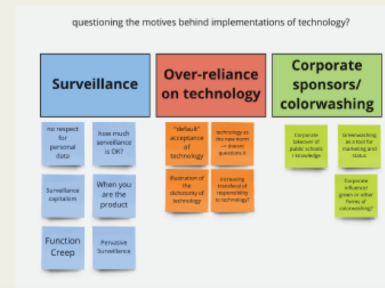 questioning the motives behind implementations of technology?
Surveillance
Over-reliance
on technology
Corporate
sponsors/
colorwashing
no respect
for
personal
data
how much
serveillance
is OK?
"default"
acceptance
of
technology
technology as
the new norm
questions it
Corporate
takeover of
public schools
knowledge
Greenwashing
as a tool for
marketing and
status
Surveillance
capitalism
When you
are the
product
illustration of
the
dichotomy of
technology
increasing
transferal of
responsibility
to technology?
Corporate
influence/
green or other
forms of
colorwashing?
Function
Creep
Pervasive
Surveillance